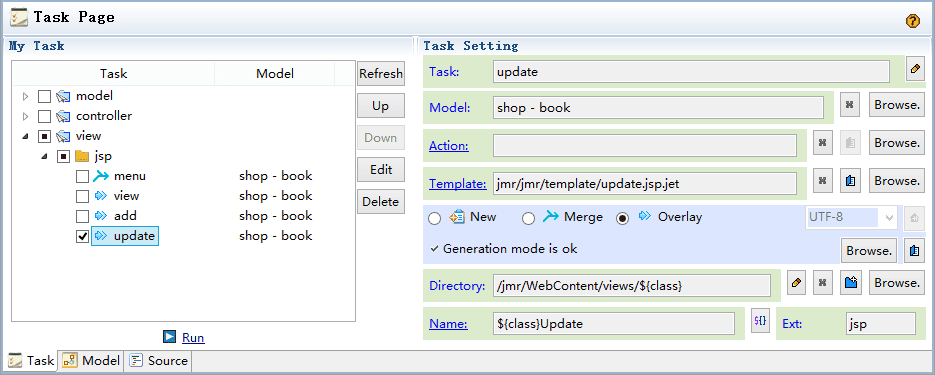 Task Page
My Task
Task Model
model
controller
view
jsp
menu shop - book
view shop - book
add shop - book
update shop - book
Refresh
Up
Down
Edit
Delete
Run
Task Setting
Task: update
Model: shop - book Browse.
Action:
Template: jmr/jmr/template/update.jsp.jet
New Merge Overlay UTF-8
Generation mode is ok Browse.
Directory: /jmr/WebContent/views/${class} Browse.
Name: ${class}Update ${} Ext: jsp
Task Model Source